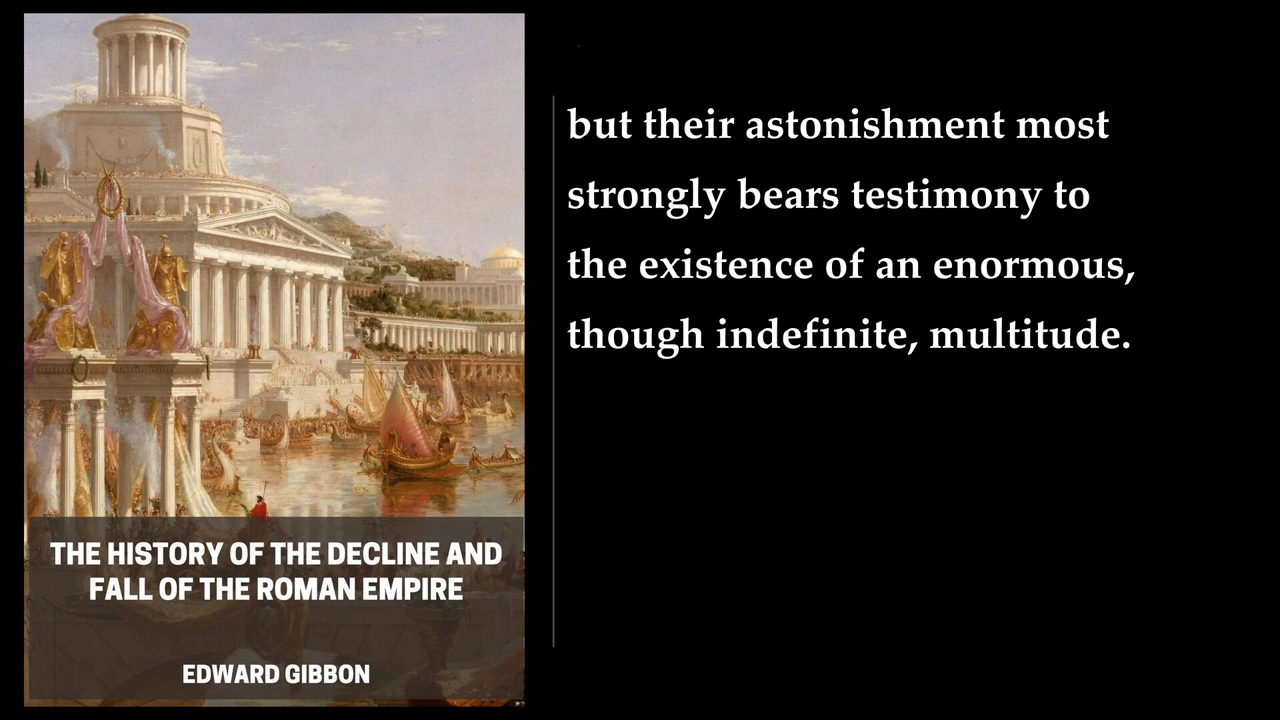 but their astonishment most
strongly bears testimony to
the existence of an enormous,
though indefinite, multitude.
THE HISTORY OF THE DECLINE AND
FALL OF THE ROMAN EMPIRE
EDWARD GIBBON